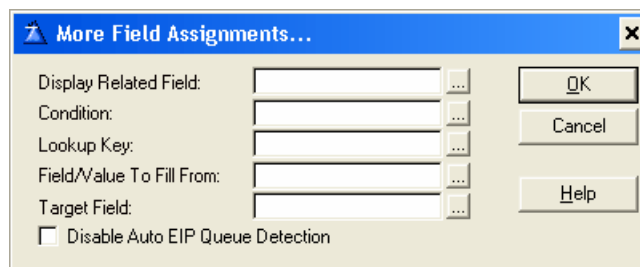 More Field Assignments...
Display Related Field: ...
OK
Condition: ...
Cancel
Lookup Key: ...
Field/Value To Fill From: ...
Help
Target Field: ...
Disable Auto EIP Queue Detection